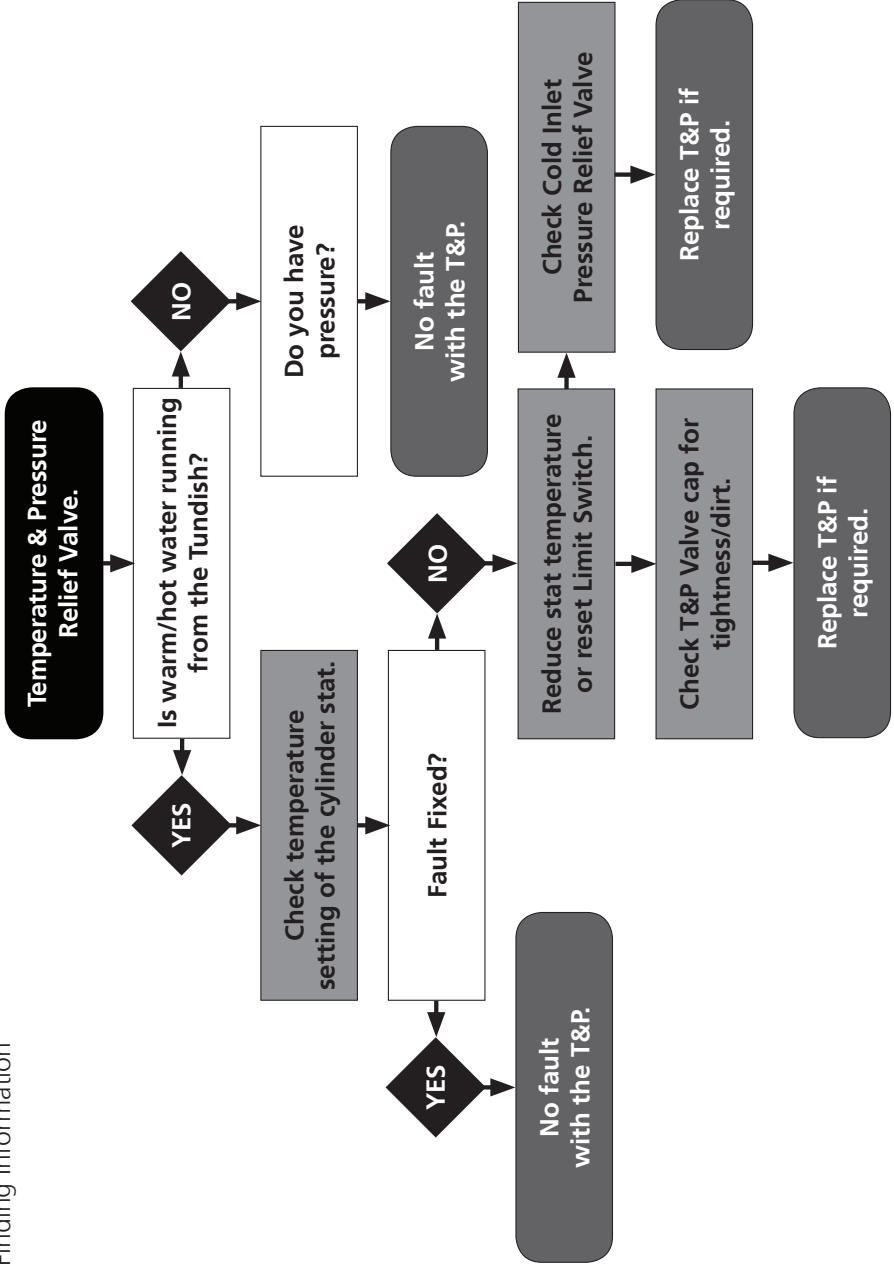 Finding Information
Temperature & Pressure
Relief Valve.
Is warm/hot water running
from the Tundish?
YES
NO
Check temperature
setting of the cylinder stat.
Do you have
pressure?
Fault Fixed?
No fault
with the T&P.
YES
NO
No fault
with the T&P.
Reduce stat temperature
or reset Limit Switch.
Check Cold Inlet
Pressure Relief Valve
Check T&P Valve cap for
tightness/dirt.
Replace T&P if
required.
Replace T&P if
required.